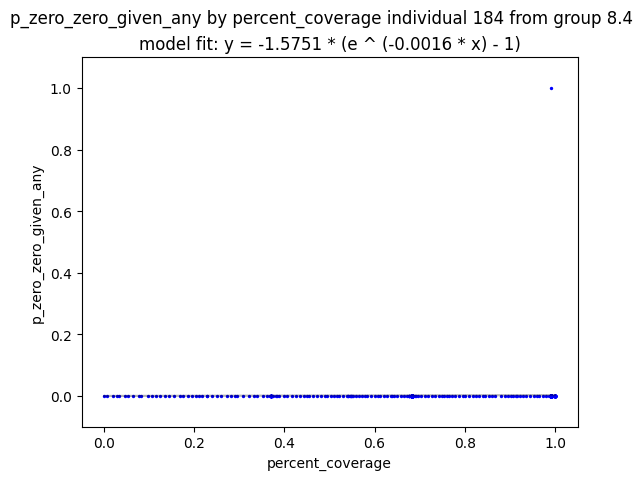 p_zero_zero_given_any by percent_coverage individual 184 from group 8.4
model fit: y = -1.5751 * (e ^ (-0.0016 * x) - 1)
p_zero_zero_given_any
1.0
0.8
0.6
0.4
0.2
0.0
0.0 0.2 0.4 0.6 0.8 1.0
percent_coverage